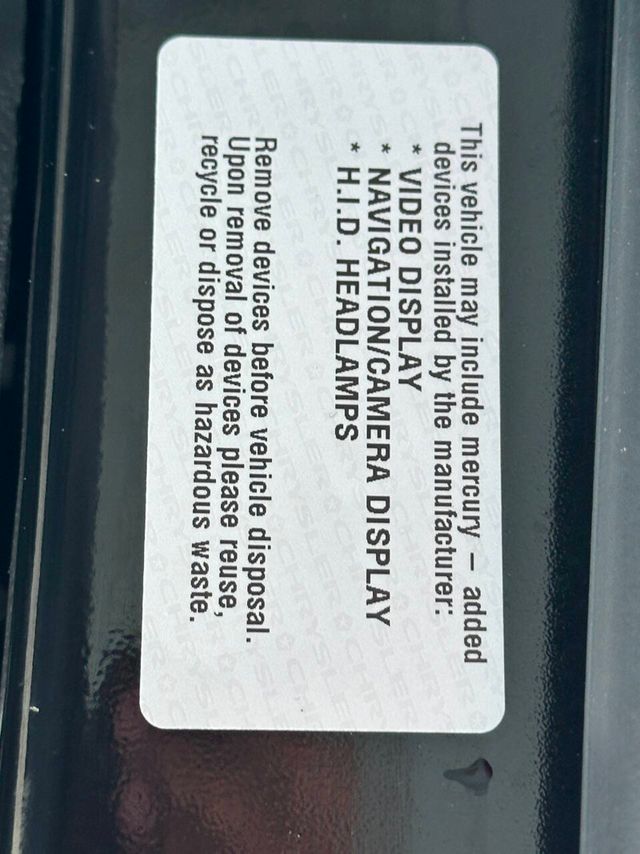 This vehicle may include mercury – added
devices installed by the manufacturer:
* VIDEO DISPLAY
* NAVIGATION/CAMERA DISPLAY
* H.I.D. HEADLAMPS
Remove devices before vehicle disposal.
Upon removal of devices please reuse,
recycle or dispose as hazardous waste.